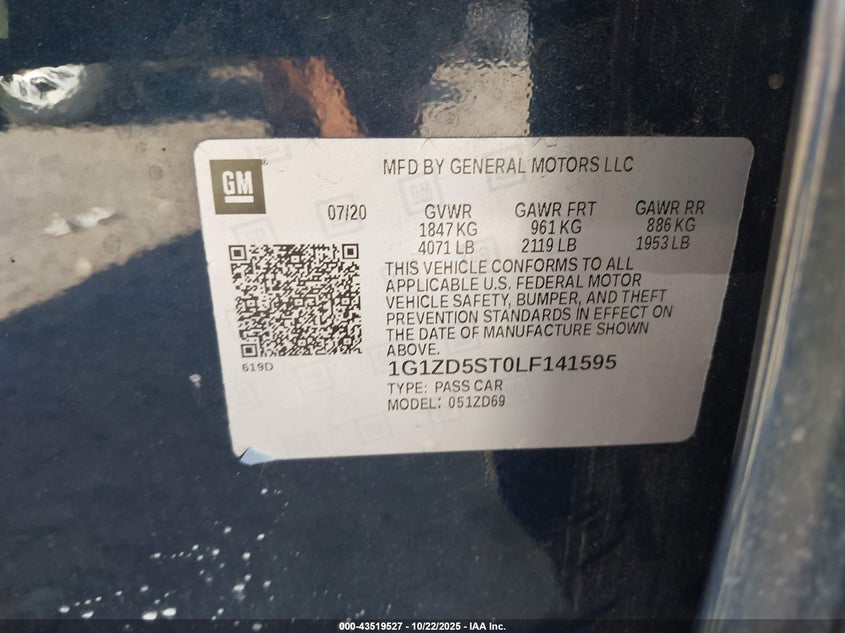 MFD BY GENERAL MOTORS LLC
GM
07/20
GVWR GAWR FRT GAWR RR
1847 KG 961 KG 886 KG
4071 LB 2119 LB 1953 LB
THIS VEHICLE CONFORMS TO ALL
APPLICABLE U.S. FEDERAL MOTOR
VEHICLE SAFETY, BUMPER, AND THEFT
PREVENTION STANDARDS IN EFFECT ON
THE DATE OF MANUFACTURE SHOWN
ABOVE.
619D
1G1ZD5ST0LF141595
TYPE: PASS CAR
MODEL: 051ZD69
000-43519527 - 10/22/2025 - IAA Inc.